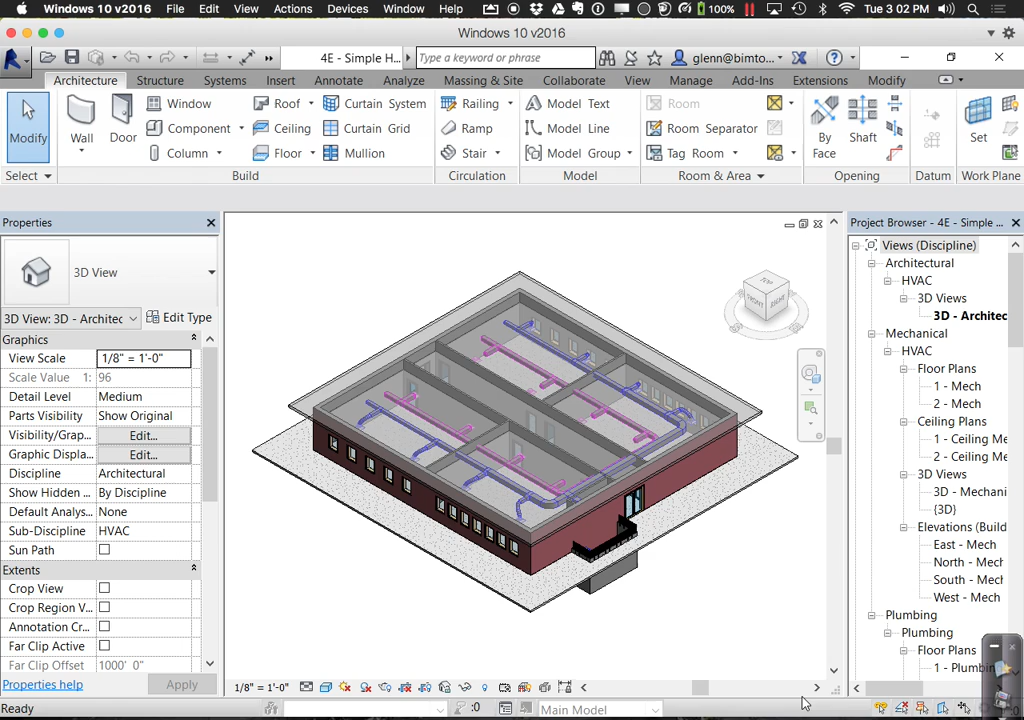 Windows 10 v2016 File Edit View Actions Devices Window Help 100% Tue 3 02 PM
Windows 10 v2016
4E - Simple H... Type a keyword or phrase glenn@bimto...
Architecture Structure Systems Insert Annotate Analyze Massing & Site Collaborate View Manage Add-Ins Extensions Modify
Modify Wall Door Window Component Column Roof Ceiling Floor Curtain System Curtain Grid Mullion Railing Ramp Stair Model Text Model Line Model Group Room Room Separator Tag Room By Face Shaft Set
Select Build Circulation Model Room & Area Opening Datum Work Plane
Properties
3D View
3D View: 3D - Architec Edit Type
Graphics
View Scale 1/8" = 1'-0"
Scale Value 1: 96
Detail Level Medium
Parts Visibility Show Original
Visibility/Grap... Edit...
Graphic Displa... Edit...
Discipline Architectural
Show Hidden ... By Discipline
Default Analys... None
Sub-Discipline HVAC
Sun Path
Extents
Crop View
Crop Region V...
Annotation Cr...
Far Clip Active
Far Clip Offset 1000' 0"
Properties help Apply
TOP
FRONT RIGHT
Project Browser - 4E - Simple ...
Views (Discipline)
Architectural
HVAC
3D Views
3D - Architec
Mechanical
HVAC
Floor Plans
1 - Mech
2 - Mech
Ceiling Plans
1 - Ceiling Me
2 - Ceiling Me
3D Views
3D - Mechani
{3D}
Elevations (Build
East - Mech
North - Mech
South - Mech
West - Mech
Plumbing
Plumbing
Floor Plans
1 - Plumbin
1/8" = 1'-0"
Ready :0 Main Model